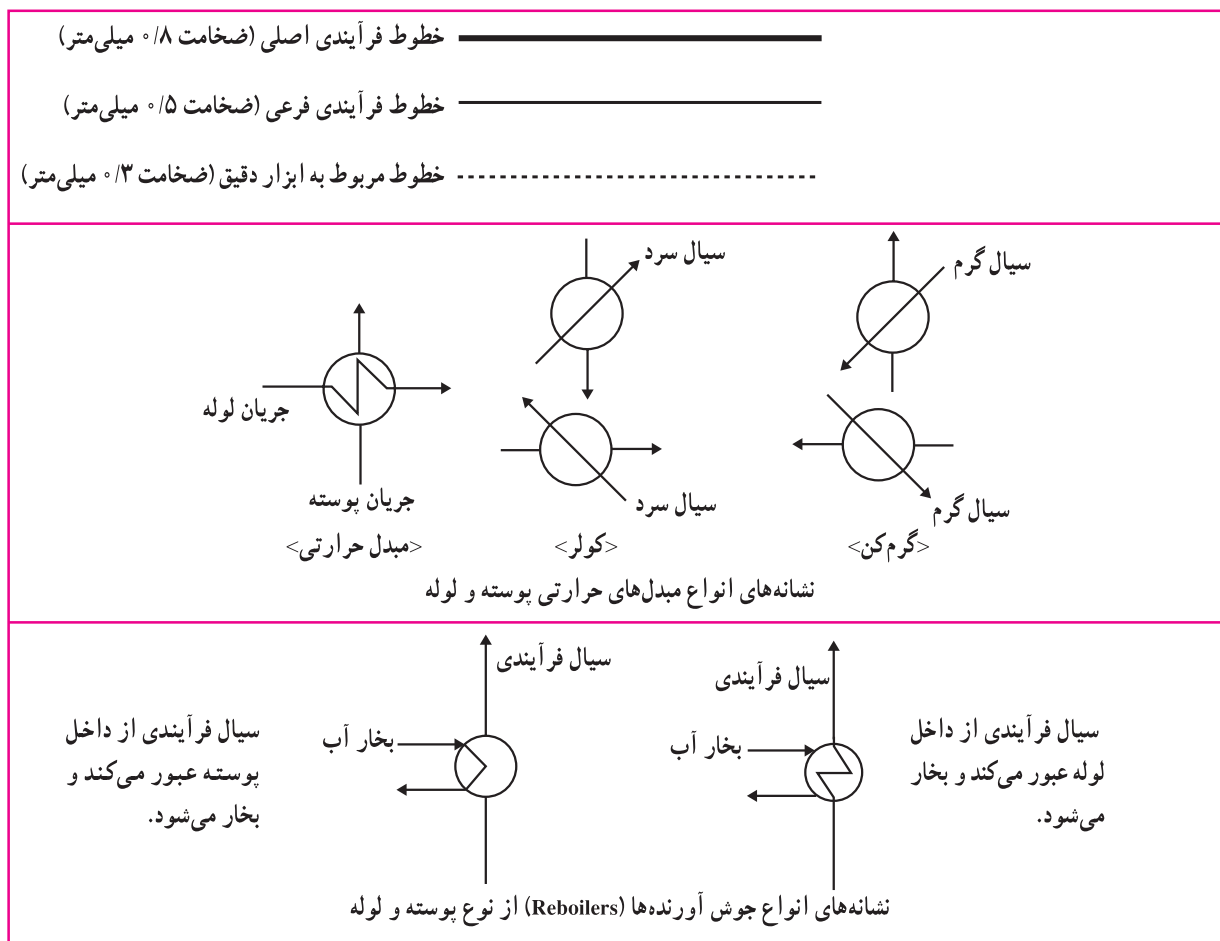 خطوط فرآیندی اصلی (ضخامت ۰/۸ میلی‌متر)
خطوط فرآیندی فرعی (ضخامت ۰/۵ میلی‌متر)
خطوط مربوط به ابزار دقیق (ضخامت ۰/۳ میلی‌متر)
سیال گرم
سیال گرم
<گرم‌کن>
سیال سرد
سیال سرد
<کولر>
جریان لوله
جریان پوسته
<مبدل حرارتی>
نشانه‌های انواع مبدل‌های حرارتی پوسته و لوله
سیال فرآیندی از داخل
لوله عبور می‌کند و بخار
می‌شود.
سیال فرآیندی
بخار آب
سیال فرآیندی
بخار آب
سیال فرآیندی از داخل
پوسته عبور می‌کند و
بخار می‌شود.
نشانه‌های انواع جوش آورنده‌ها (Reboilers) از نوع پوسته و لوله